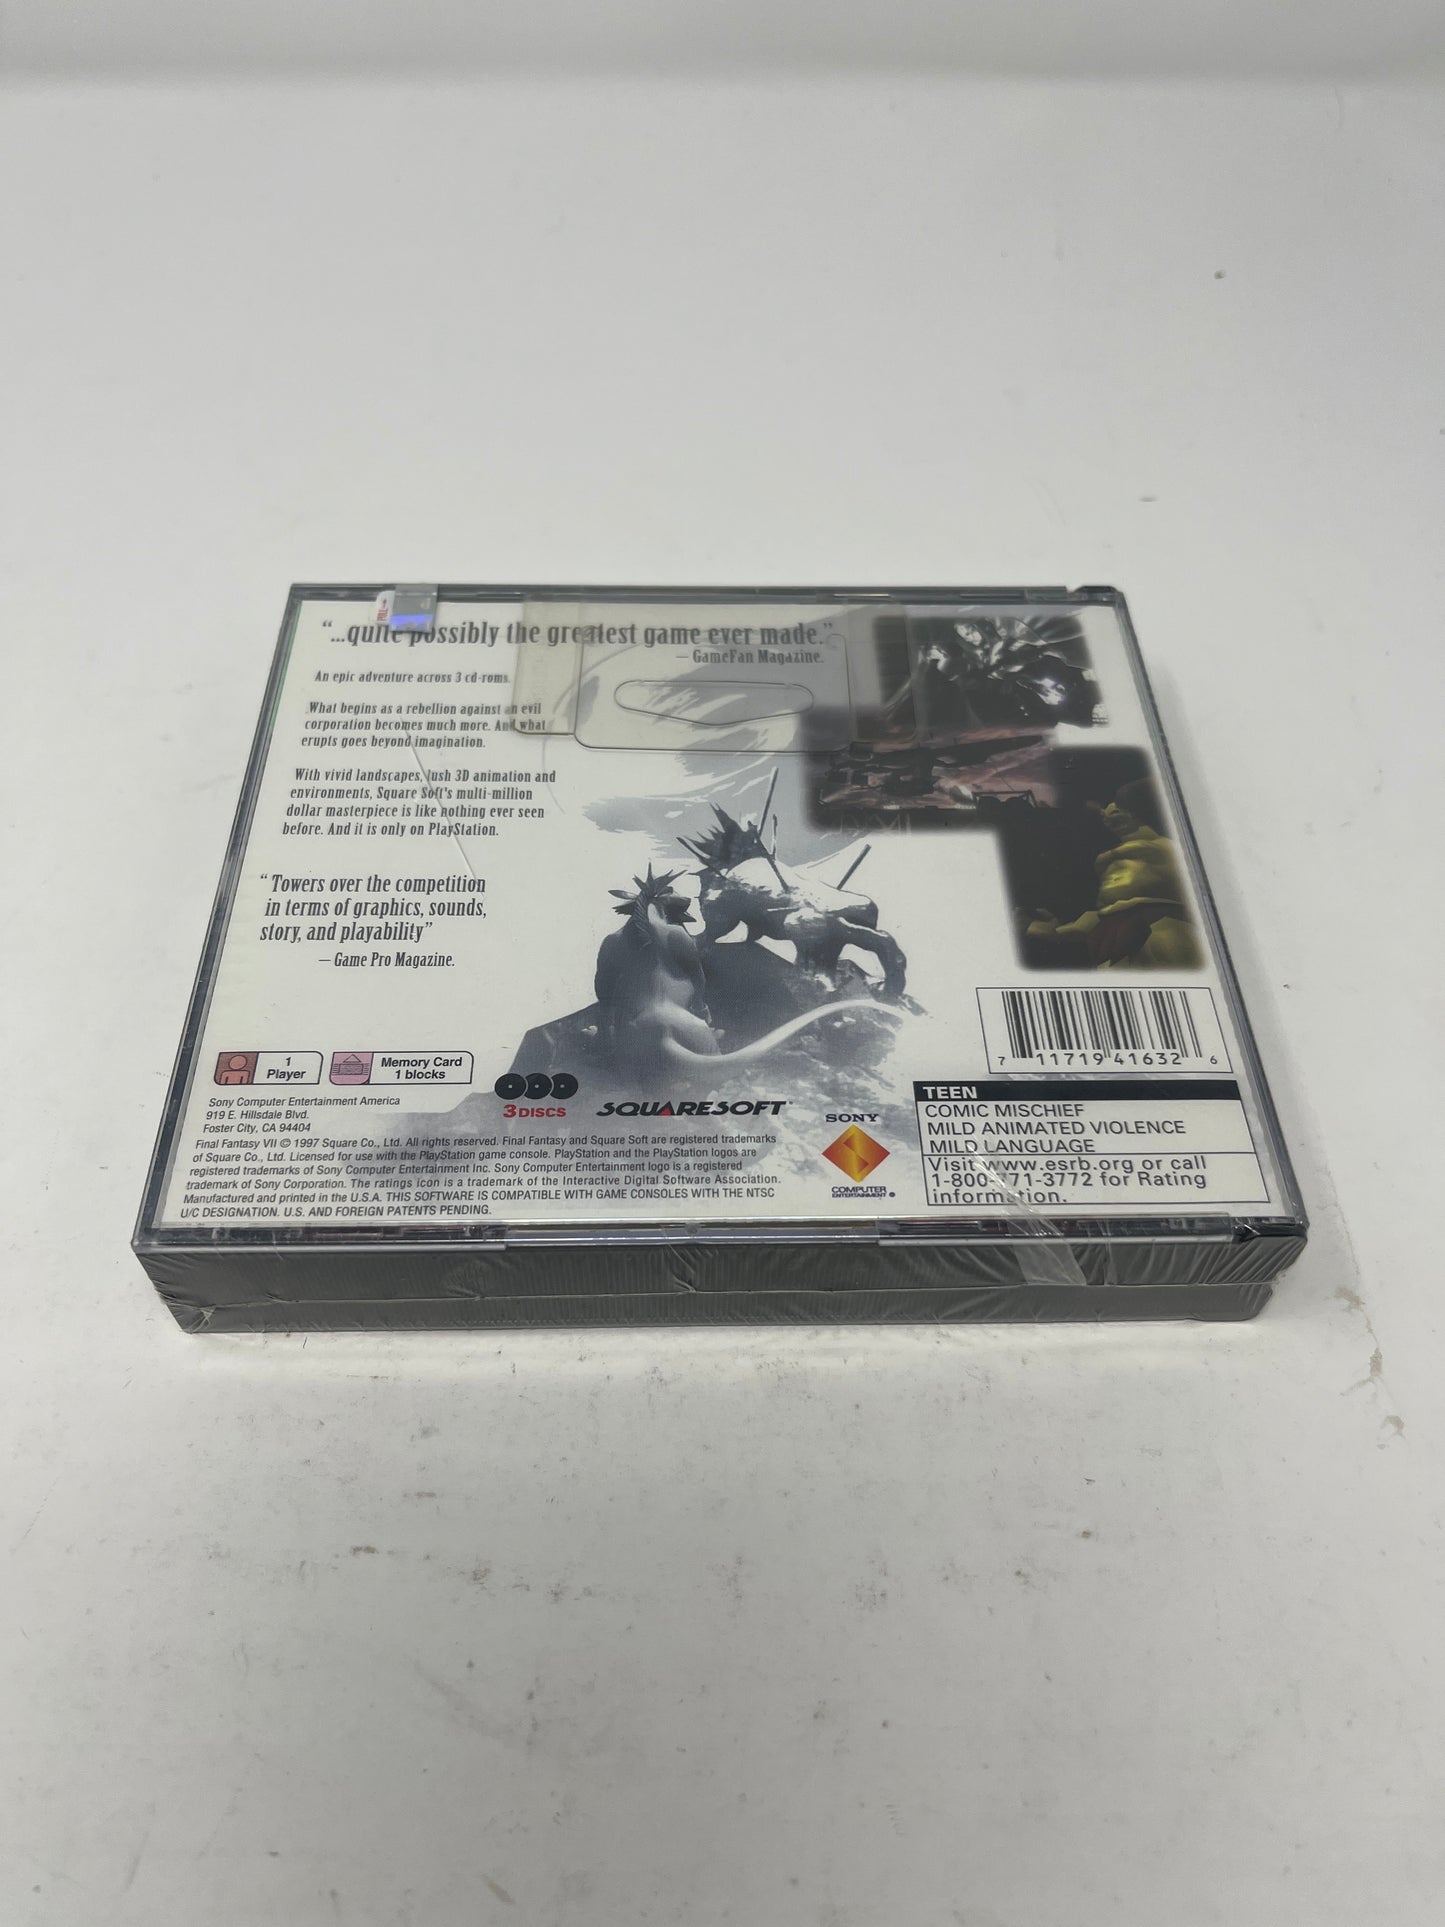 PULL
"...quite possibly the greatest game ever made."
— GameFan Magazine.
An epic adventure across 3 cd-roms.
What begins as a rebellion against an evil
corporation becomes much more. And what
erupts goes beyond imagination.
With vivid landscapes, lush 3D animation and
environments, Square Soft's multi-million
dollar masterpiece is like nothing ever seen
before. And it is only on PlayStation.
"Towers over the competition
in terms of graphics, sounds,
story, and playability"
— Game Pro Magazine.
1
Player
Memory Card
1 blocks
3 DISCS
SQUARESOFT
SONY
COMPUTER
ENTERTAINMENT
7 11719 41632 6
TEEN
COMIC MISCHIEF
MILD ANIMATED VIOLENCE
MILD LANGUAGE
Visit www.esrb.org or call
1-800-771-3772 for Rating
information.
Sony Computer Entertainment America
919 E. Hillsdale Blvd.
Foster City, CA 94404
Final Fantasy VII © 1997 Square Co., Ltd. All rights reserved. Final Fantasy and Square Soft are registered trademarks
of Square Co., Ltd. Licensed for use with the PlayStation game console. PlayStation and the PlayStation logos are
registered trademarks of Sony Computer Entertainment Inc. Sony Computer Entertainment logo is a registered
trademark of Sony Corporation. The ratings icon is a trademark of the Interactive Digital Software Association.
Manufactured and printed in the U.S.A. THIS SOFTWARE IS COMPATIBLE WITH GAME CONSOLES WITH THE NTSC
U/C DESIGNATION. U.S. AND FOREIGN PATENTS PENDING.